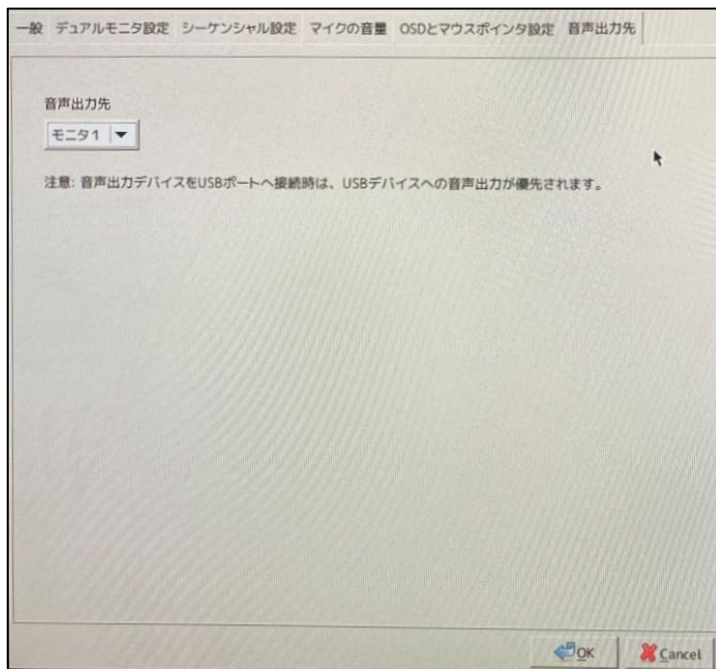 一般 デュアルモニタ設定 シーケンシャル設定 マイクの音量 OSDとマウスポインタ設定 音声出力先
音声出力先
モニタ1
注意: 音声出力デバイスをUSBポートへ接続時は、USBデバイスへの音声出力が優先されます。
OK Cancel